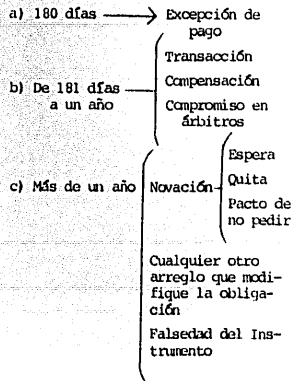 a) 180 días
Excepción de
pago
Transacción
Compensación
b) De 181 días
a un año
Compromiso en
árbitros
c) Más de un año
Novación
Espera
Quita
Pacto de
no pedir
Cualquier otro
arreglo que modi-
fique la obliga-
ción
Falsedad del Ins-
trumento